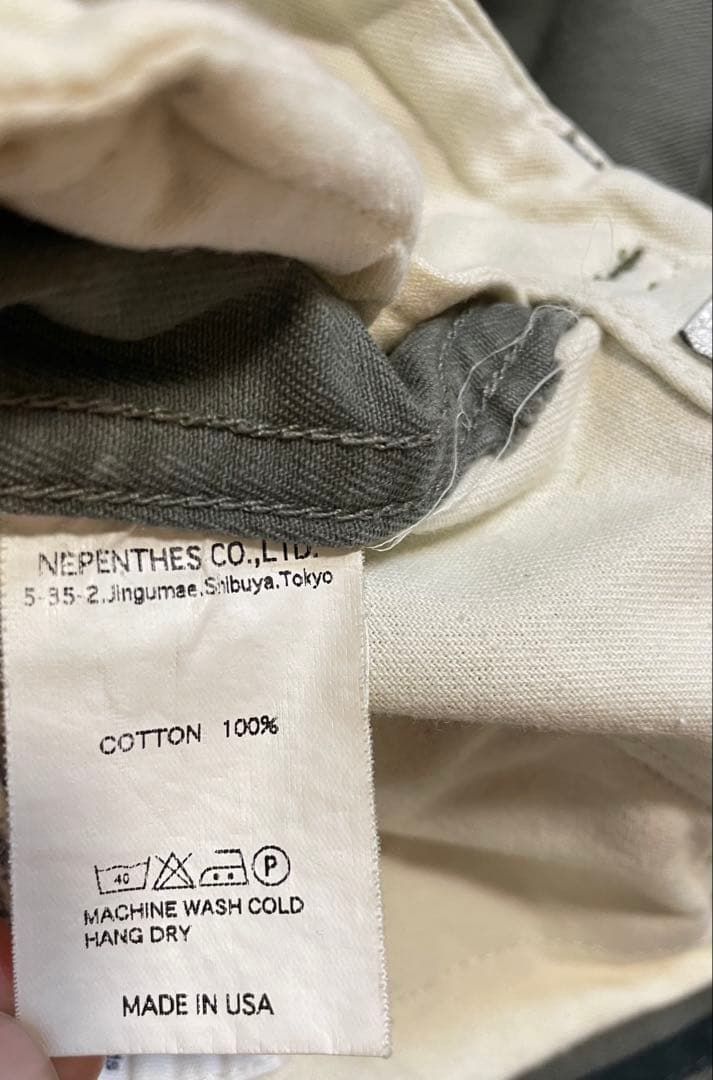 NEPENTHES CO.,LTD.
5-35-2.Jingumae.Shibuya.Tokyo
COTTON 100%
40 P
MACHINE WASH COLD
HANG DRY
MADE IN USA